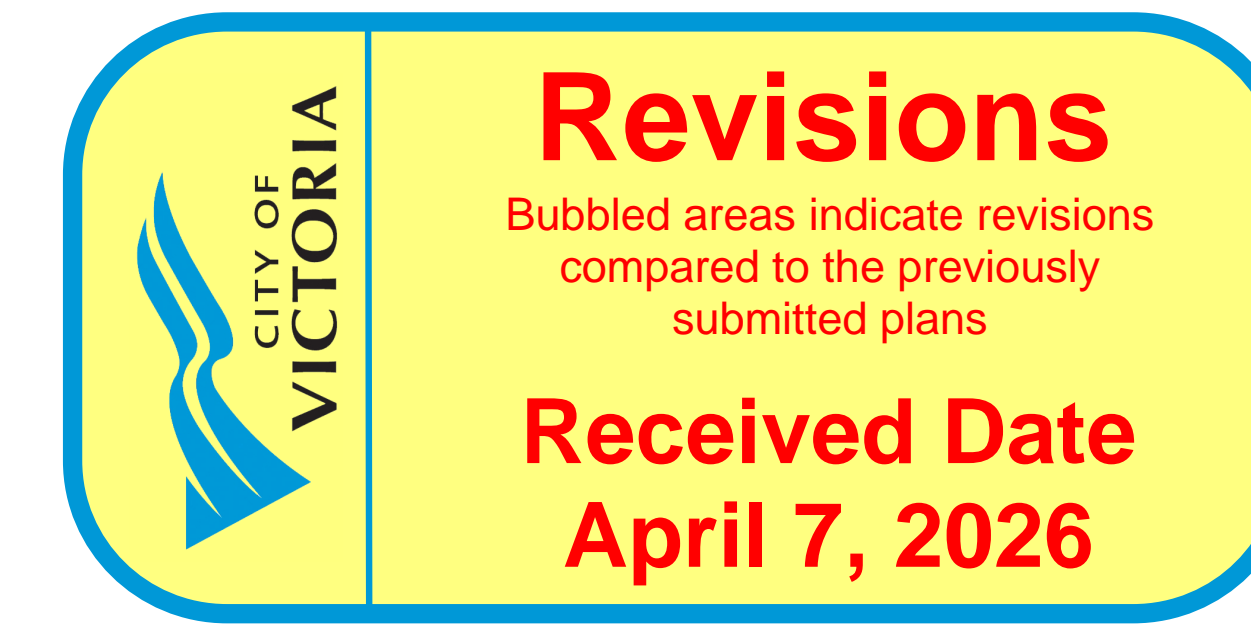 CITY OF
VICTORIA
Revisions
Bubbled areas indicate revisions
compared to the previously
submitted plans
Received Date
April 7, 2026